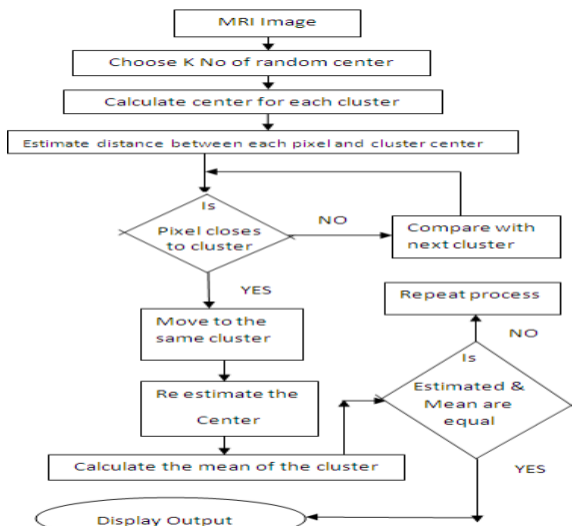 MRI Image
Choose K No of random center
Calculate center for each cluster
Estimate distance between each pixel and cluster center
Is
Pixel closes
to cluster
NO
Compare with
next cluster
YES
Move to the
same cluster
Re estimate the
Center
Calculate the mean of the cluster
Repeat process
NO
Is
Estimated &
Mean are
equal
YES
Display Output